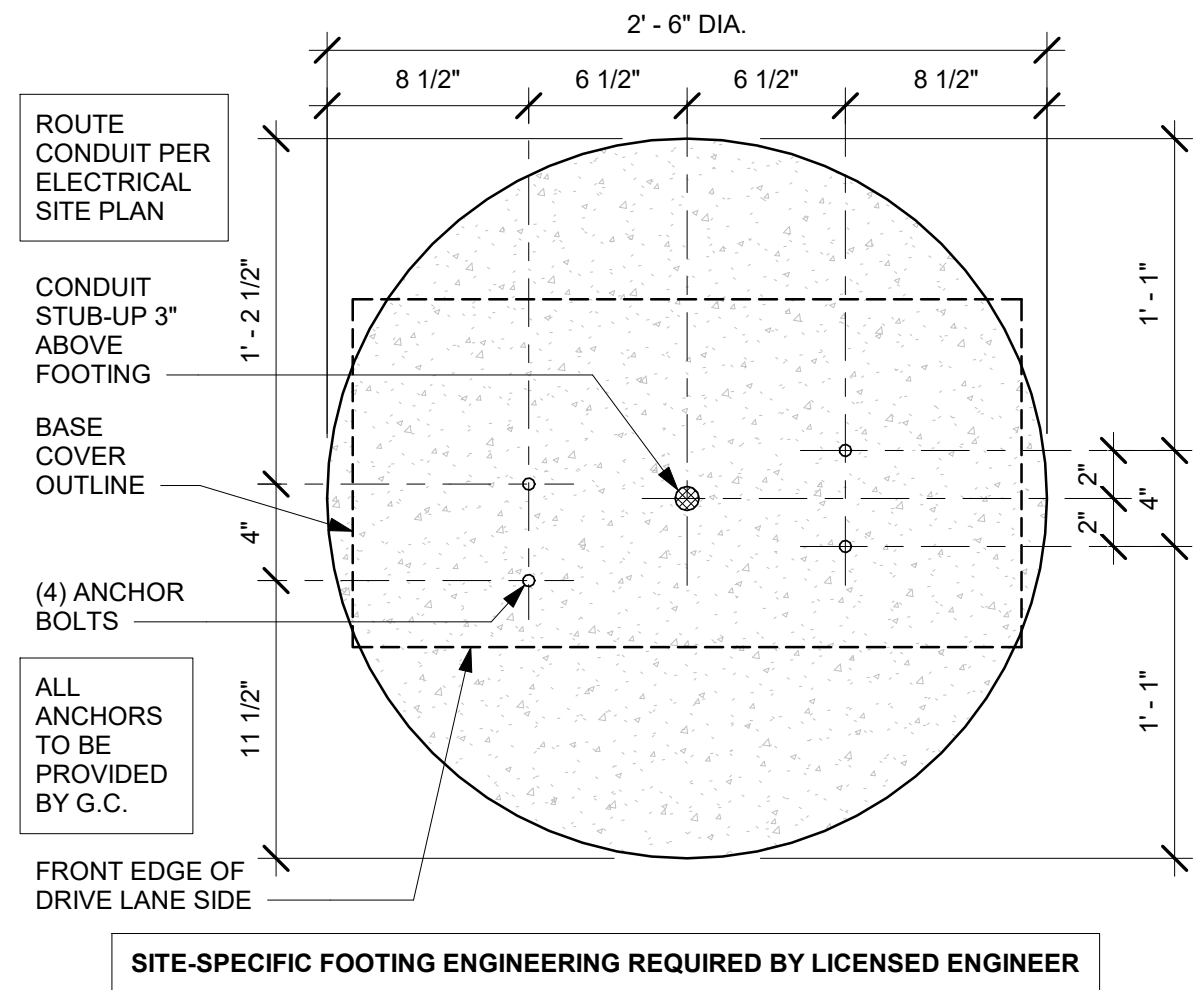 2' - 6" DIA.
8 1/2"
6 1/2"
6 1/2"
8 1/2"
ROUTE
CONDUIT PER
ELECTRICAL
SITE PLAN
CONDUIT
STUB-UP 3"
ABOVE
FOOTING
BASE
COVER
OUTLINE
(4) ANCHOR
BOLTS
ALL
ANCHORS
TO BE
PROVIDED
BY G.C.
FRONT EDGE OF
DRIVE LANE SIDE
1' - 2 1/2"
4"
11 1/2"
1' - 1"
2"
2"
4"
1' - 1"
SITE-SPECIFIC FOOTING ENGINEERING REQUIRED BY LICENSED ENGINEER